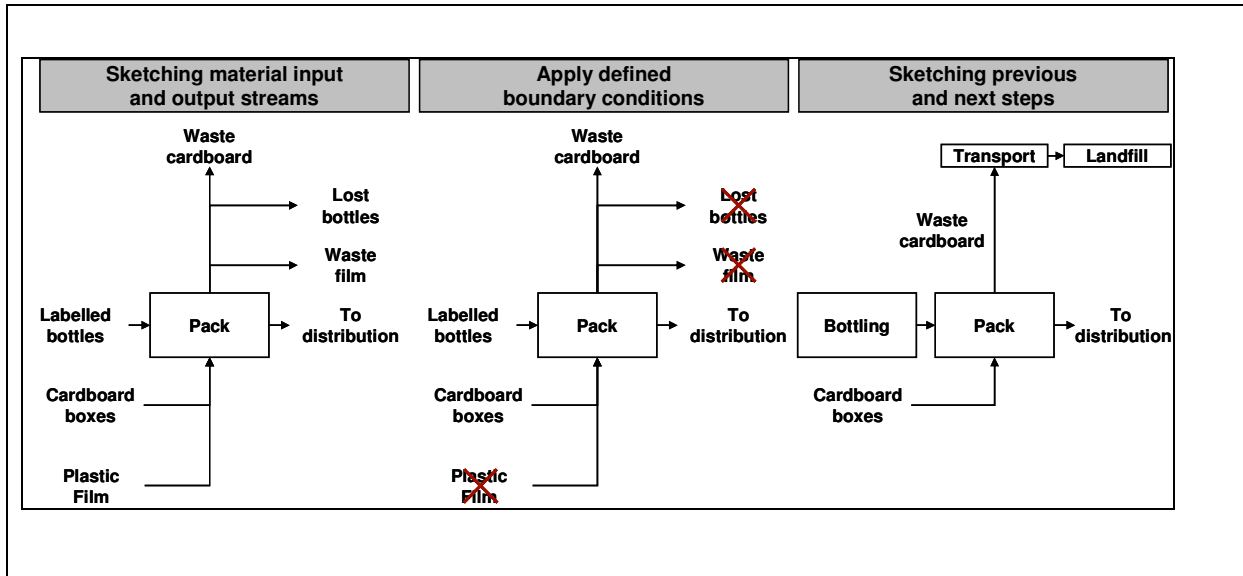 Sketching material input
and output streams
Waste
cardboard
Lost
bottles
Waste
film
Labelled
bottles
Pack
To
distribution
Cardboard
boxes
Plastic
Film
Apply defined
boundary conditions
Waste
cardboard
Lost
bottles
Waste
film
Labelled
bottles
Pack
To
distribution
Cardboard
boxes
Plastic
Film
Sketching previous
and next steps
Transport
Landfill
Waste
cardboard
Bottling
Pack
To
distribution
Cardboard
boxes